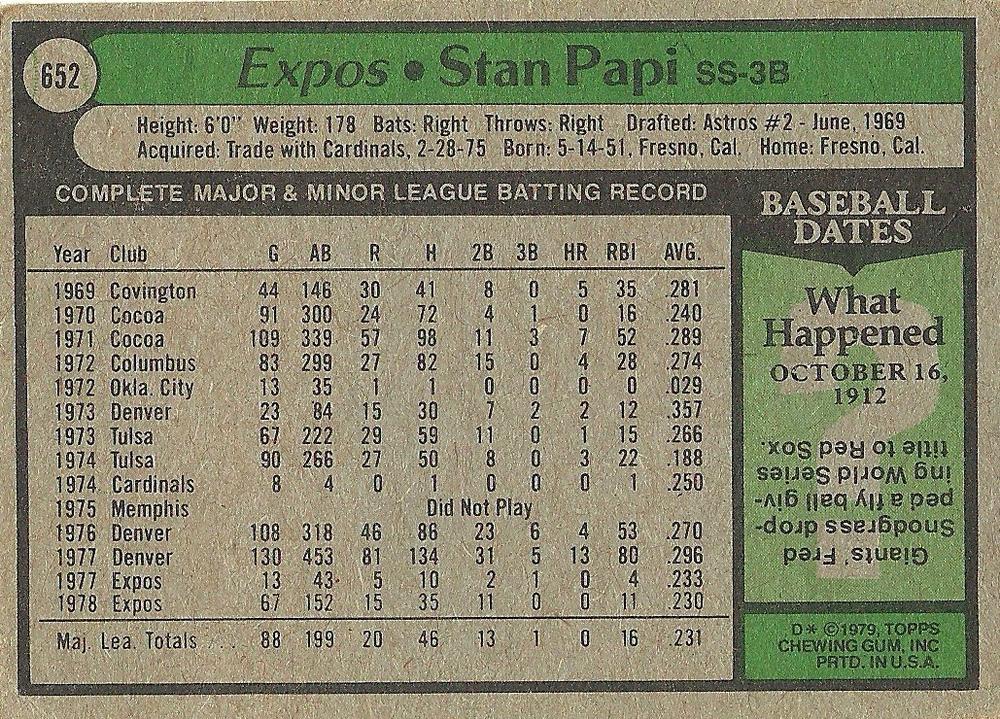 652
Expos • Stan Papi SS-3B
Height: 6'0" Weight: 178 Bats: Right Throws: Right Drafted: Astros #2 - June, 1969
Acquired: Trade with Cardinals, 2-28-75 Born: 5-14-51, Fresno, Cal. Home: Fresno, Cal.
COMPLETE MAJOR & MINOR LEAGUE BATTING RECORD
Year Club G AB R H 2B 3B HR RBI AVG.
1969 Covington 44 146 30 41 8 0 5 35 .281
1970 Cocoa 91 300 24 72 4 1 0 16 .240
1971 Cocoa 109 339 57 98 11 3 7 52 .289
1972 Columbus 83 299 27 82 15 0 4 28 .274
1972 Okla. City 13 35 1 1 0 0 0 0 .029
1973 Denver 23 84 15 30 7 2 2 12 .357
1973 Tulsa 67 222 29 59 11 0 1 15 .266
1974 Tulsa 90 266 27 50 8 0 3 22 .188
1974 Cardinals 8 4 0 1 0 0 0 1 .250
1975 Memphis Did Not Play
1976 Denver 108 318 46 86 23 6 4 53 .270
1977 Denver 130 453 81 134 31 5 13 80 .296
1977 Expos 13 43 5 10 2 1 0 4 .233
1978 Expos 67 152 15 35 11 0 0 11 .230
Maj. Lea. Totals . . . 88 199 20 46 13 1 0 16 .231
BASEBALL
DATES
What
Happened
OCTOBER 16,
1912
Giants' Fred
Snodgrass drop-
ped a fly ball giv-
ing World Series
title to Red Sox.
D* ©1979, TOPPS
CHEWING GUM, INC
PRTD. IN U.S.A.